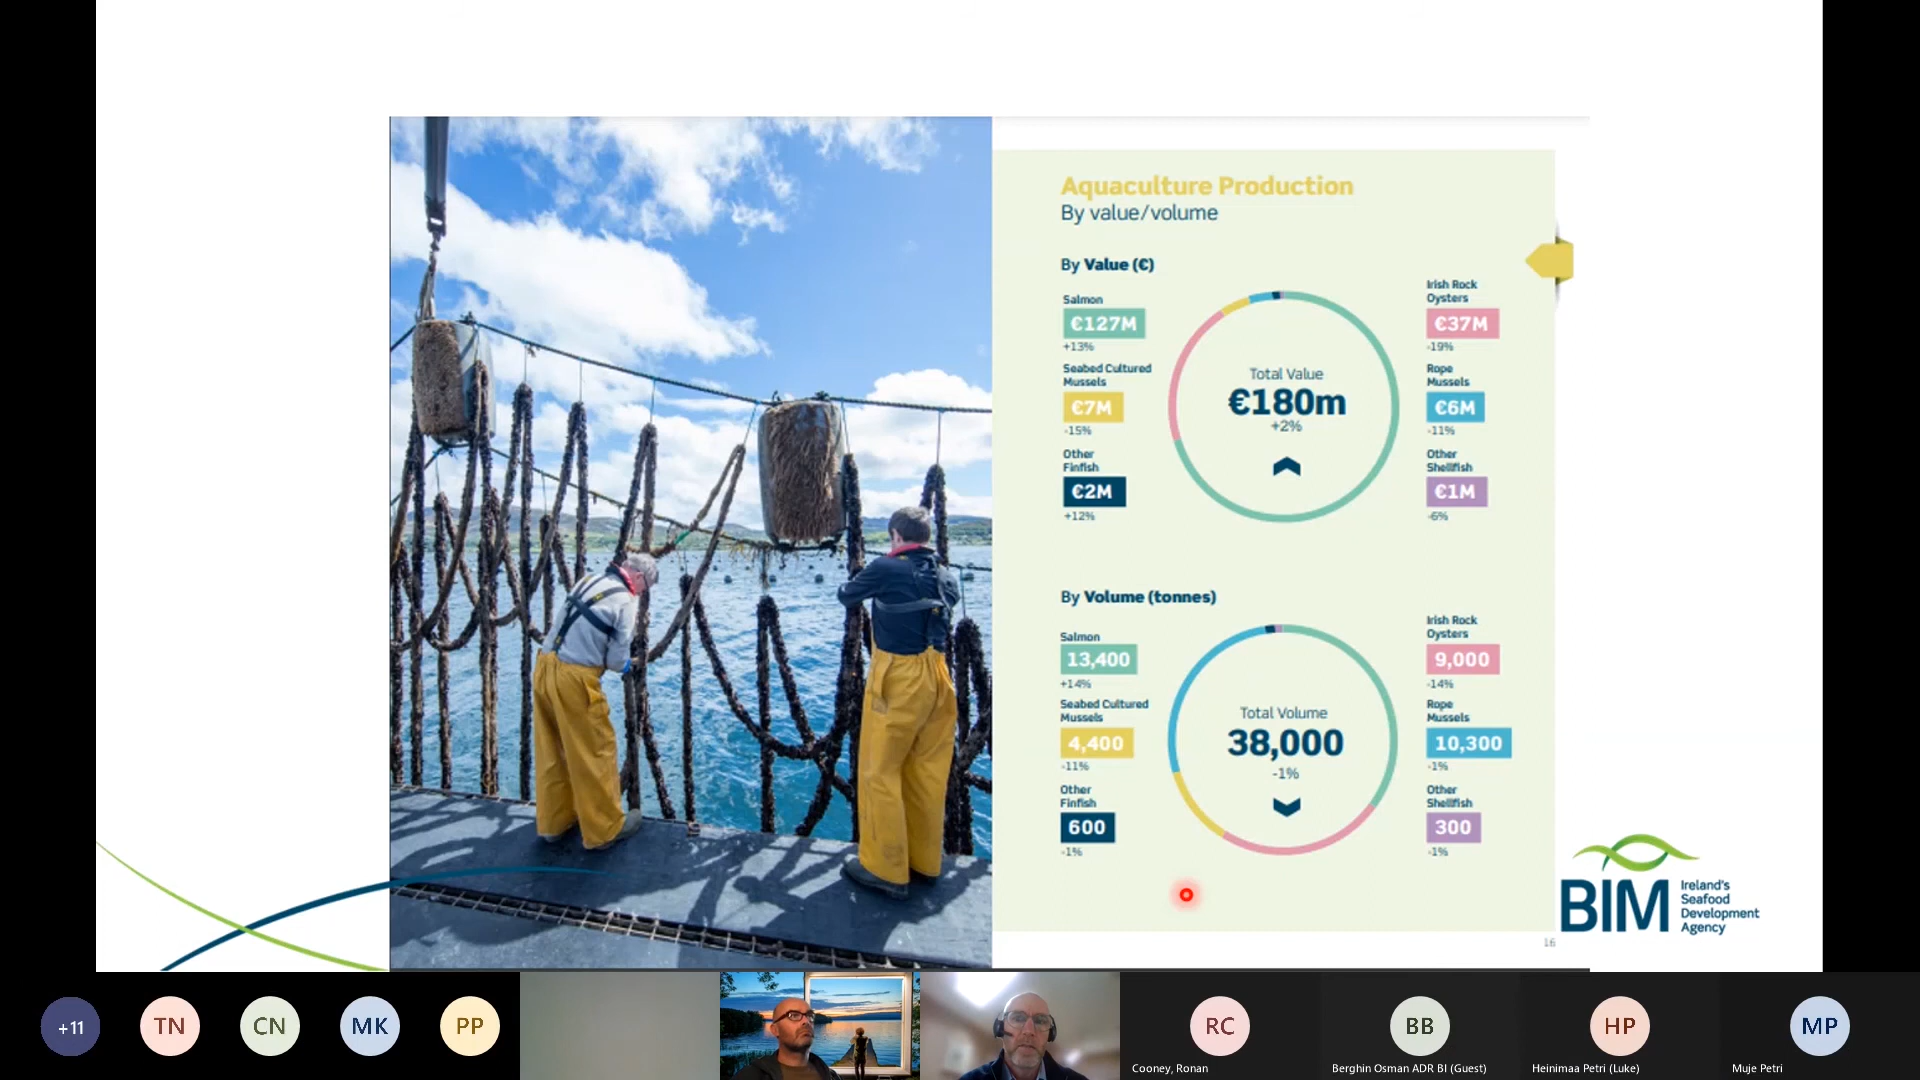 Aquaculture Production
By value/volume
By Value (€)
Salmon
€127M
+13%
Seabed Cultured
Mussels
€7M
-15%
Other
Finfish
€2M
+12%
Total Value
€180m
+2%
Irish Rock
Oysters
€37M
-19%
Rope
Mussels
€6M
-11%
Other
Shellfish
€1M
-6%
By Volume (tonnes)
Salmon
13,400
+14%
Seabed Cultured
Mussels
4,400
-11%
Other
Finfish
600
-1%
Total Volume
38,000
-1%
Irish Rock
Oysters
9,000
-14%
Rope
Mussels
10,300
-1%
Other
Shellfish
300
-1%
16
BIM
Ireland's
Seafood
Development
Agency
+11
TN
CN
MK
PP
RC
Cooney, Ronan
BB
Berghin Osman ADR BI (Guest)
HP
Heinimaa Petri (Luke)
MP
Muje Petri